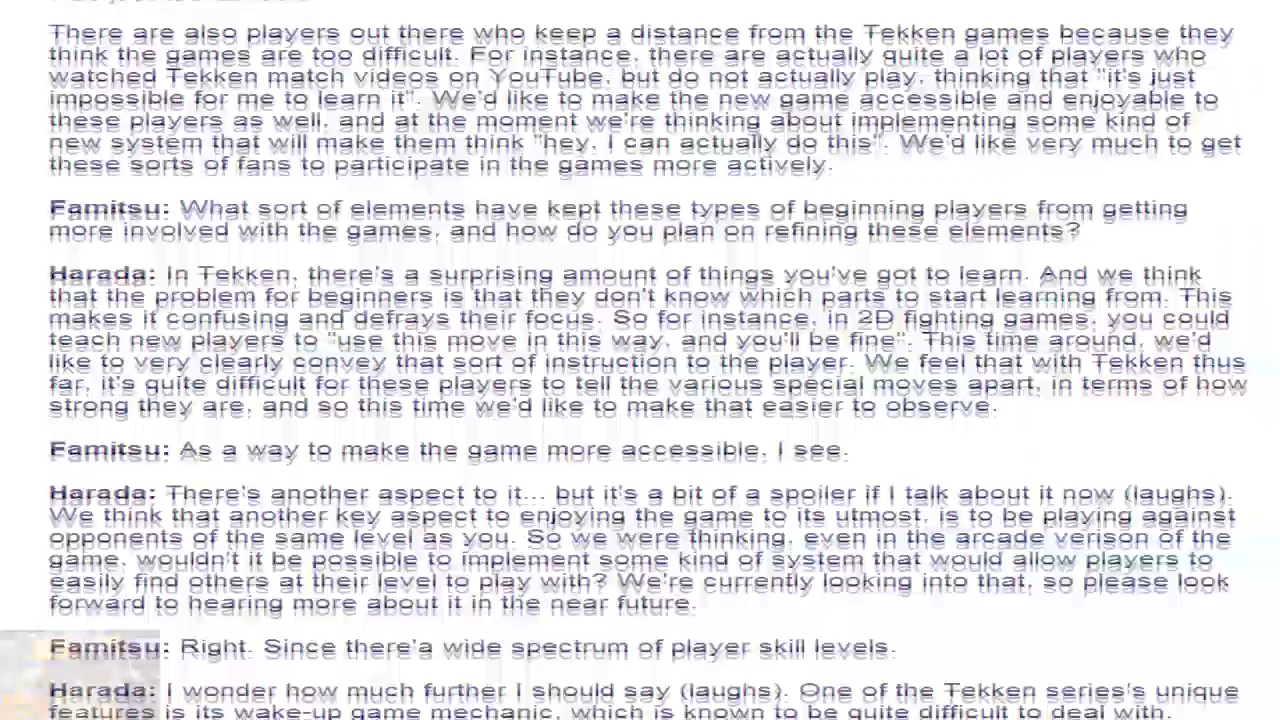 There are also players out there who keep a distance from the Tekken games because they
think the games are too difficult. For instance, there are actually quite a lot of players who
watched Tekken match videos on YouTube, but do not actually play, thinking that "it's just
impossible for me to learn it". We'd like to make the new game accessible and enjoyable to
these players as well, and at the moment we're thinking about implementing some kind of
new system that will make them think "hey, I can actually do this". We'd like very much to get
these sorts of fans to participate in the games more actively.
Famitsu: What sort of elements have kept these types of beginning players from getting
more involved with the games, and how do you plan on refining these elements?
Harada: In Tekken, there's a surprising amount of things you've got to learn. And we think
that the problem for beginners is that they don't know which parts to start learning from. This
makes it confusing and defrays their focus. So for instance, in 2D fighting games, you could
teach new players to "use this move in this way, and you'll be fine". This time around, we'd
like to very clearly convey that sort of instruction to the player. We feel that with Tekken thus
far, it's quite difficult for these players to tell the various special moves apart, in terms of how
strong they are, and so this time we'd like to make that easier to observe.
Famitsu: As a way to make the game more accessible, I see.
Harada: There's another aspect to it... but it's a bit of a spoiler if I talk about it now (laughs).
We think that another key aspect to enjoying the game to its utmost, is to be playing against
opponents of the same level as you. So we were thinking, even in the arcade verison of the
game, wouldn't it be possible to implement some kind of system that would allow players to
easily find others at their level to play with? We're currently looking into that, so please look
forward to hearing more about it in the near future.
Famitsu: Right. Since there'a wide spectrum of player skill levels.
Harada: I wonder how much further I should say (laughs). One of the Tekken series's unique
features is its wake-up game mechanic, which is known to be quite difficult to deal with.